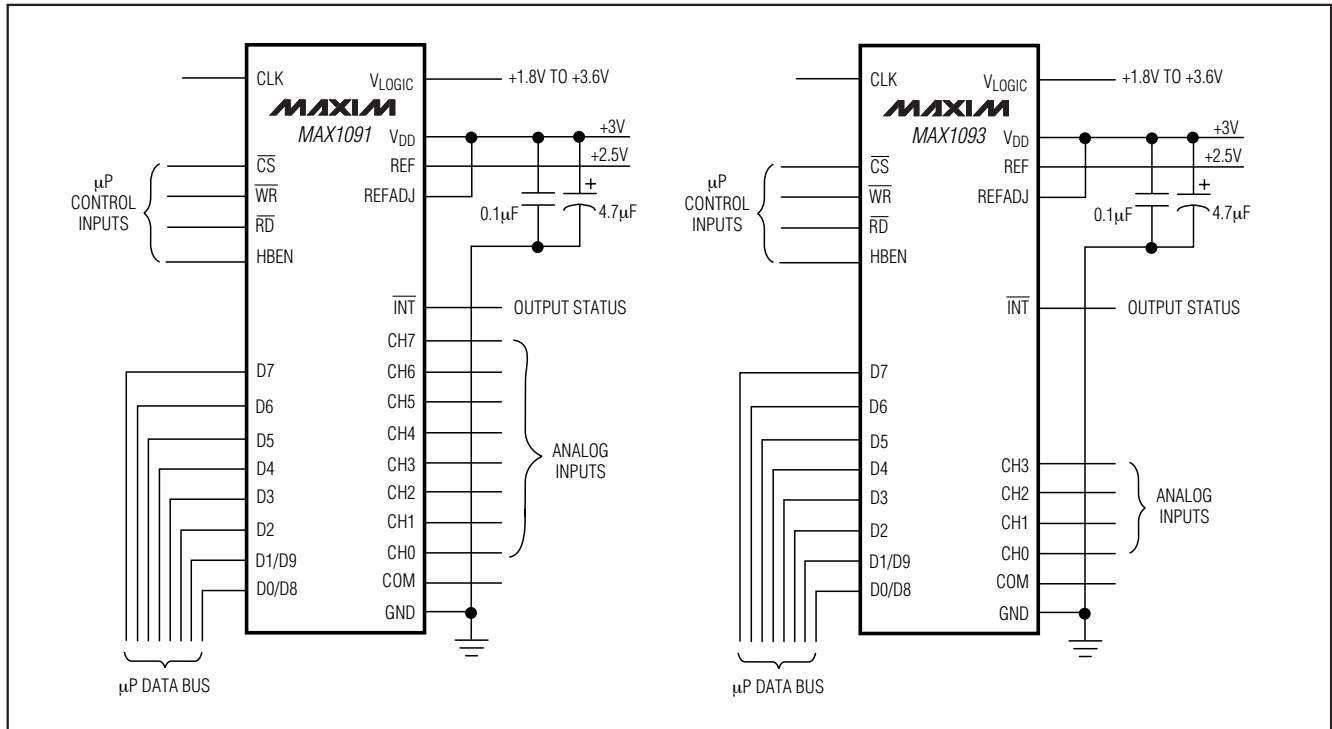 CLK
VLOGIC
+1.8V TO +3.6V
MAXIM
MAX1091
VDD
+3V
CS
REF
+2.5V
µP
CONTROL
INPUTS
WR
REFADJ
+
0.1µF
4.7µF
RD
HBEN
INT
OUTPUT STATUS
CH7
D7
CH6
D6
CH5
D5
CH4
ANALOG
INPUTS
D4
CH3
D3
CH2
D2
CH1
D1/D9
CH0
D0/D8
COM
GND
µP DATA BUS
CLK
VLOGIC
+1.8V TO +3.6V
MAXIM
MAX1093
VDD
+3V
CS
REF
+2.5V
µP
CONTROL
INPUTS
WR
REFADJ
+
0.1µF
4.7µF
RD
HBEN
INT
OUTPUT STATUS
D7
D6
D5
D4
CH3
D3
CH2
ANALOG
INPUTS
D2
CH1
D1/D9
CH0
D0/D8
COM
GND
µP DATA BUS